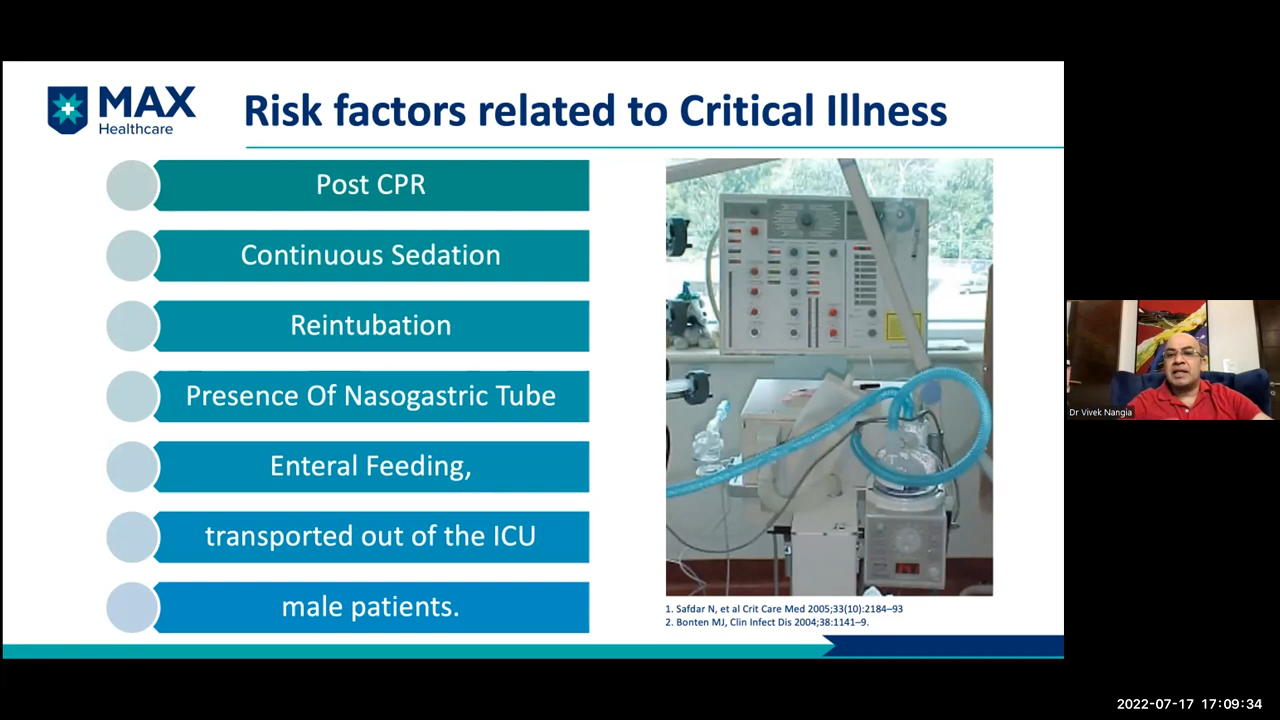 MAX
Healthcare
Risk factors related to Critical Illness
Post CPR
Continuous Sedation
Reintubation
Presence Of Nasogastric Tube
Enteral Feeding,
transported out of the ICU
male patients.
1. Safdar N, et al Crit Care Med 2005;33(10):2184–93
2. Bonten MJ, Clin Infect Dis 2004;38:1141–9.
Dr Vivek Nangia
2022-07-17 17:09:34